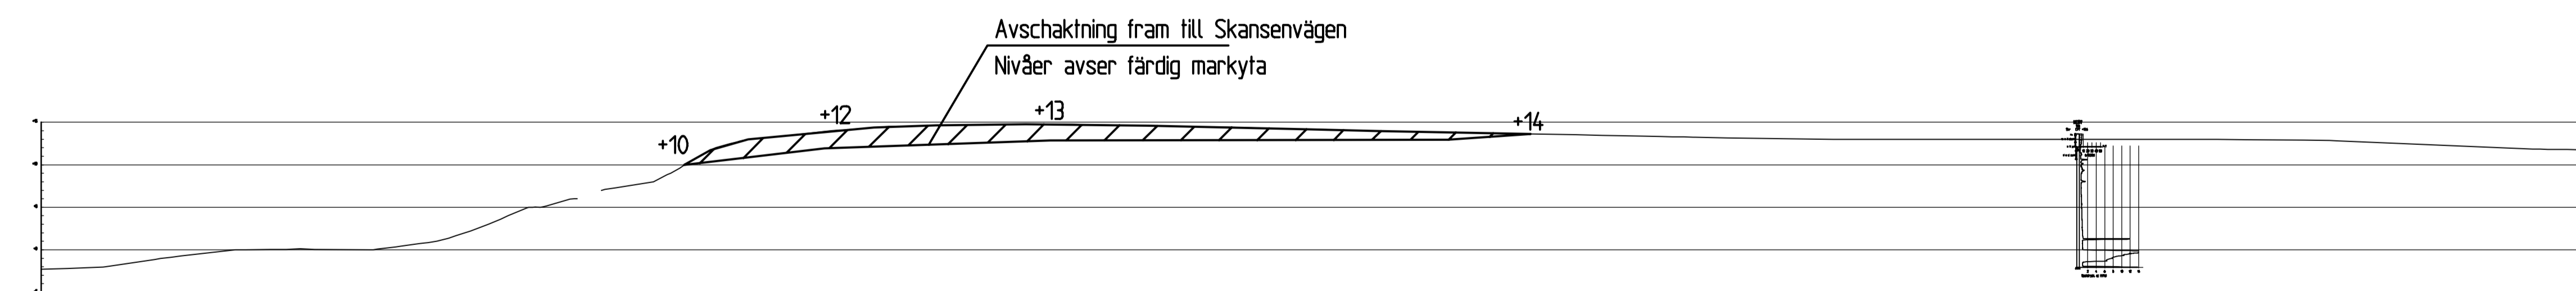 Avschaktning fram till Skansenvägen
Nivåer avser färdig markyta
+10
+12
+13
+14